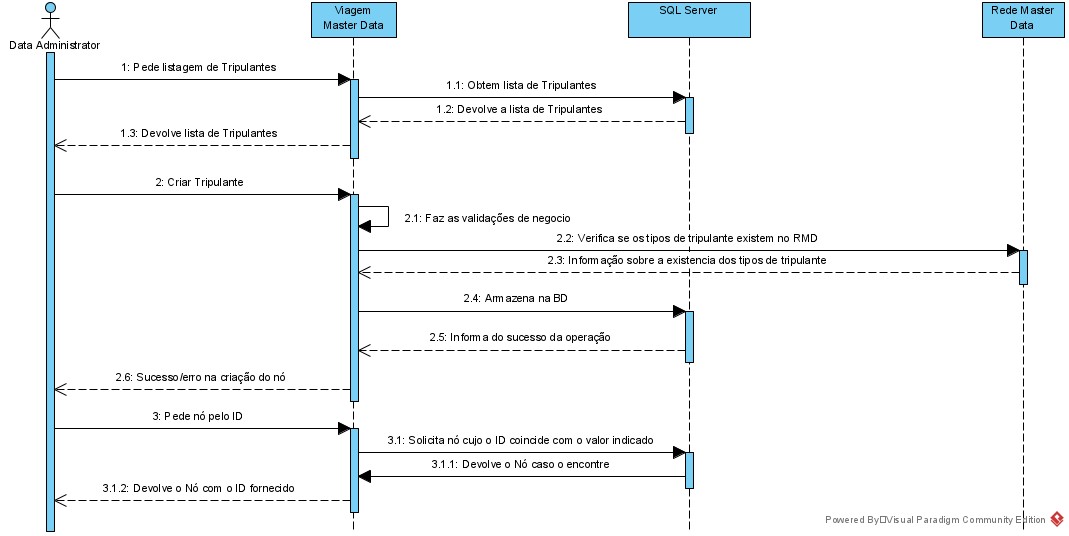 Viagem
Master Data
SQL Server
Rede Master
Data
Data Administrator
1: Pede listagem de Tripulantes
1.1: Obtem lista de Tripulantes
1.2: Devolve a lista de Tripulantes
1.3: Devolve lista de Tripulantes
2: Criar Tripulante
2.1: Faz as validações de negocio
2.2: Verifica se os tipos de tripulante existem no RMD
2.3: Informação sobre a existencia dos tipos de tripulante
2.4: Armazena na BD
2.5: Informa do sucesso da operação
2.6: Sucesso/erro na criação do nó
3: Pede nó pelo ID
3.1: Solicita nó cujo o ID coincide com o valor indicado
3.1.1: Devolve o Nó caso o encontre
3.1.2: Devolve o Nó com o ID fornecido
Powered By Visual Paradigm Community Edition